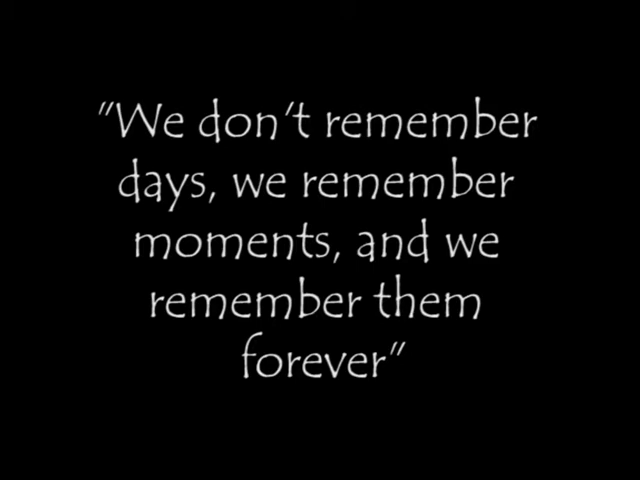 "We don't remember
days, we remember
moments, and we
remember them
forever"